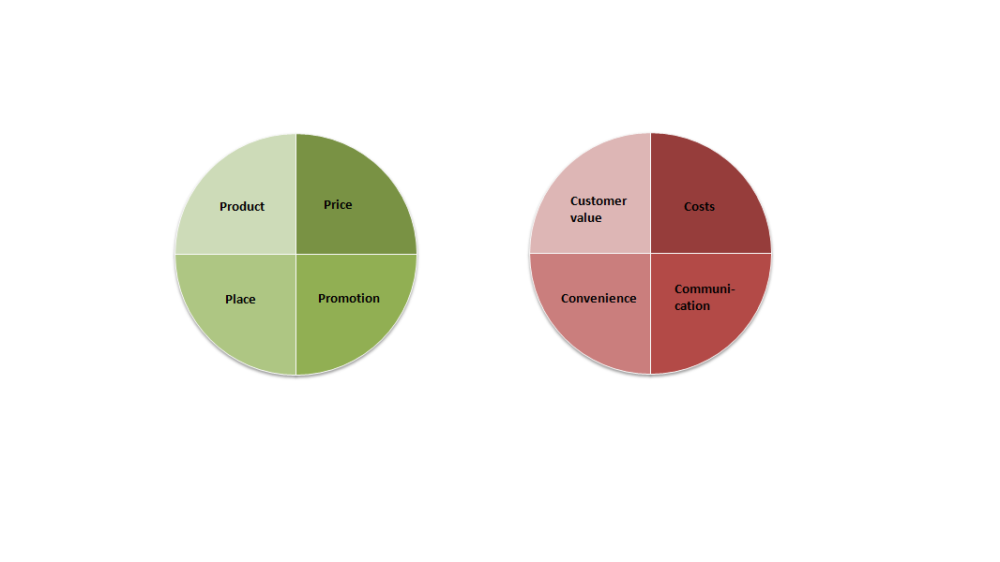 Product
Price
Place
Promotion
Customer
value
Costs
Convenience
Communi-
cation